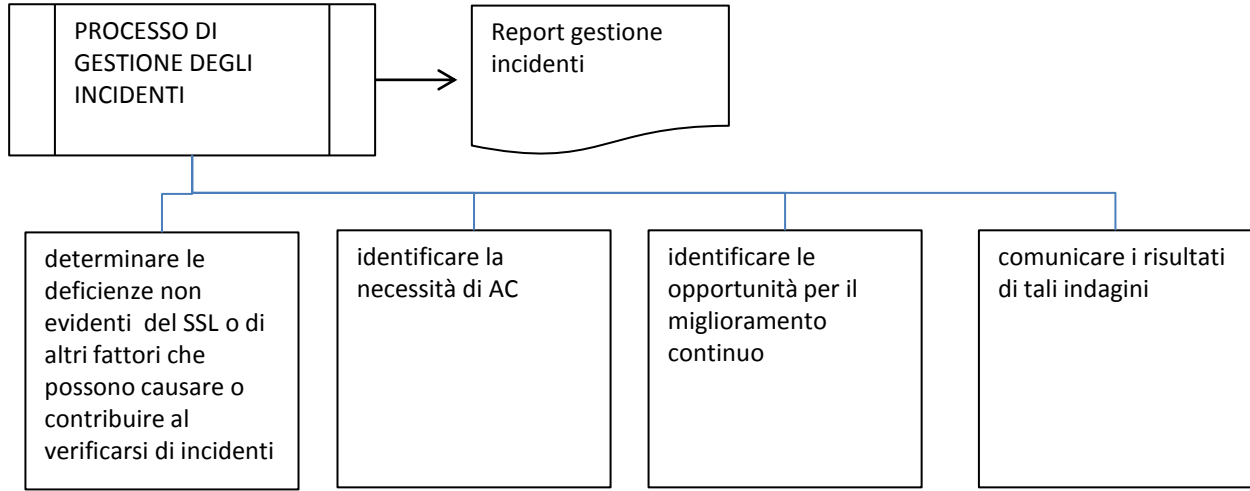 PROCESSO DI
GESTIONE DEGLI
INCIDENTI
Report gestione
incidenti
determinare le
deficienze non
evidenti  del SSL o di
altri fattori che
possono causare o
contribuire al
verificarsi di incidenti
identificare la
necessità di AC
identificare le
opportunità per il
miglioramento
continuo
comunicare i risultati
di tali indagini